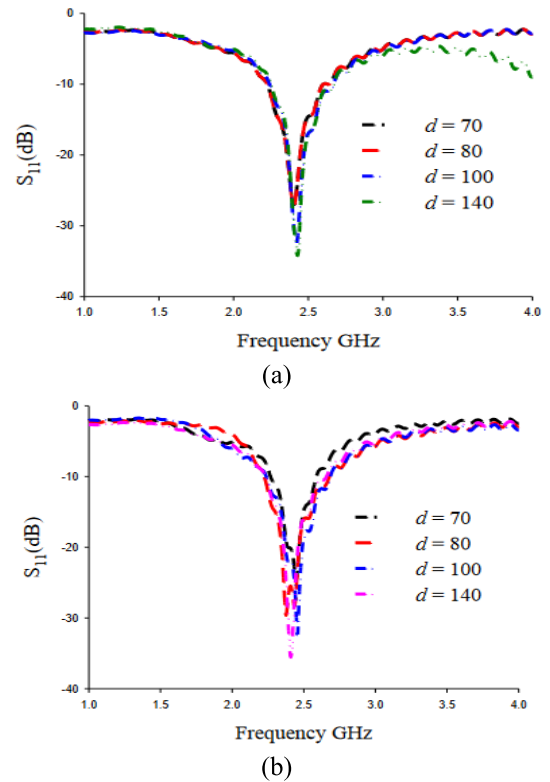 0
-10
-20
-30
-40
S11(dB)
d = 70
d = 80
d = 100
d = 140
1.0 1.5 2.0 2.5 3.0 3.5 4.0
Frequency GHz
(a)
0
-10
-20
-30
-40
S11(dB)
d = 70
d = 80
d = 100
d = 140
1.0 1.5 2.0 2.5 3.0 3.5 4.0
Frequency GHz
(b)